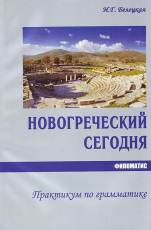 И.Г. Белецкая
НОВОГРЕЧЕСКИЙ
СЕГОДНЯ
ФИЛОМАТИС
Практикум по грамматике